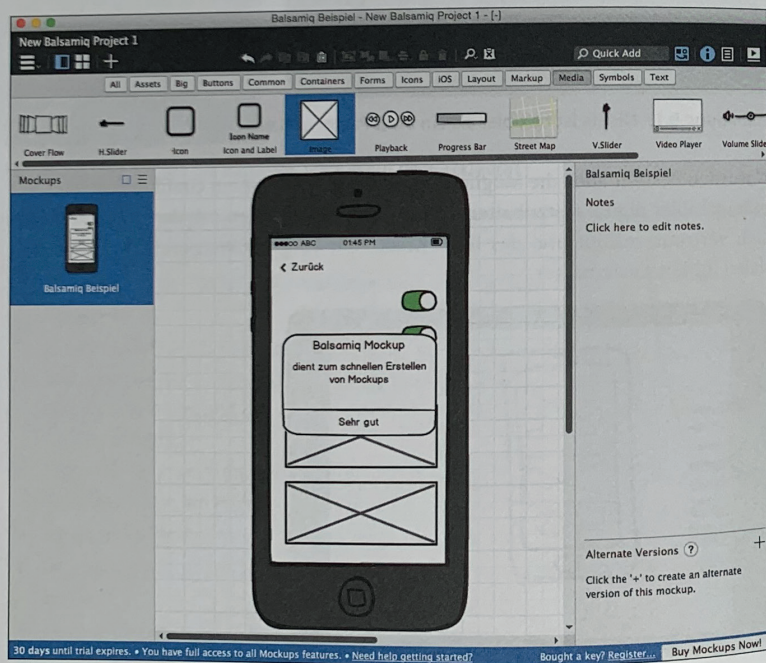 Balsamiq Beispiel - New Balsamiq Project 1 - [-]
New Balsamiq Project 1
Quick Add
All Assets Big Buttons Common Containers Forms Icons iOS Layout Markup Media Symbols Text
Icon Name
Cover Flow H.Slider Icon Icon and Label Image Playback Progress Bar Street Map V.Slider Video Player Volume Slide
Mockups
Balsamiq Beispiel
ABC 01:45 PM
Zurück
Balsamiq Mockup
dient zum schnellen Erstellen
von Mockups
Sehr gut
Balsamiq Beispiel
Notes
Click here to edit notes.
Alternate Versions ? +
Click the '+' to create an alternate
version of this mockup.
30 days until trial expires. • You have full access to all Mockups features. • Need help getting started? Bought a key? Register... Buy Mockups Now!